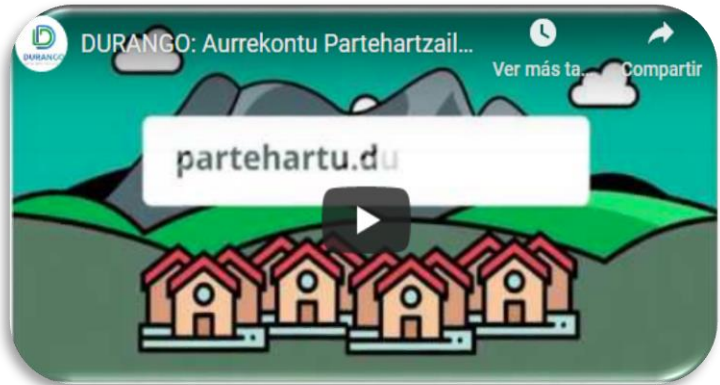 DURANGO: Aurrekontu Partehartzail...
Ver más ta...
Compartir
partehartu.du
DURANGO